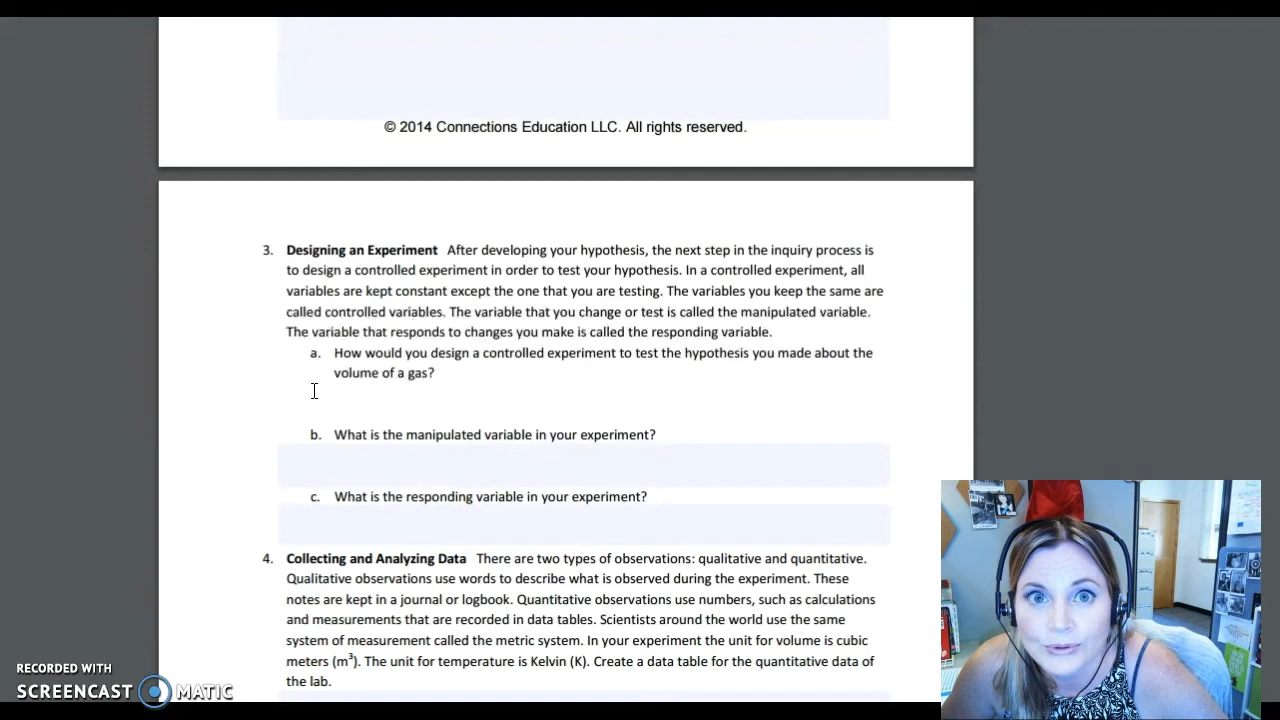 © 2014 Connections Education LLC. All rights reserved.
3. Designing an Experiment After developing your hypothesis, the next step in the inquiry process is
to design a controlled experiment in order to test your hypothesis. In a controlled experiment, all
variables are kept constant except the one that you are testing. The variables you keep the same are
called controlled variables. The variable that you change or test is called the manipulated variable.
The variable that responds to changes you make is called the responding variable.
a. How would you design a controlled experiment to test the hypothesis you made about the
volume of a gas?
b. What is the manipulated variable in your experiment?
c. What is the responding variable in your experiment?
4. Collecting and Analyzing Data There are two types of observations: qualitative and quantitative.
Qualitative observations use words to describe what is observed during the experiment. These
notes are kept in a journal or logbook. Quantitative observations use numbers, such as calculations
and measurements that are recorded in data tables. Scientists around the world use the same
system of measurement called the metric system. In your experiment the unit for volume is cubic
meters (m³). The unit for temperature is Kelvin (K). Create a data table for the quantitative data of
the lab.
RECORDED WITH
SCREENCAST MATIC